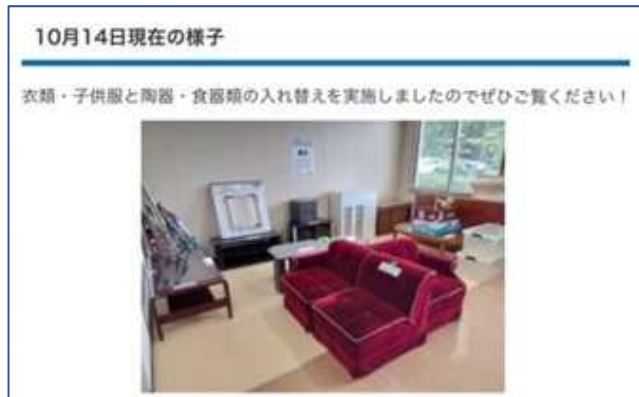 10月14日現在の様子
衣類・子供服と陶器・食器類の入れ替えを実施しましたのでぜひご覧ください！